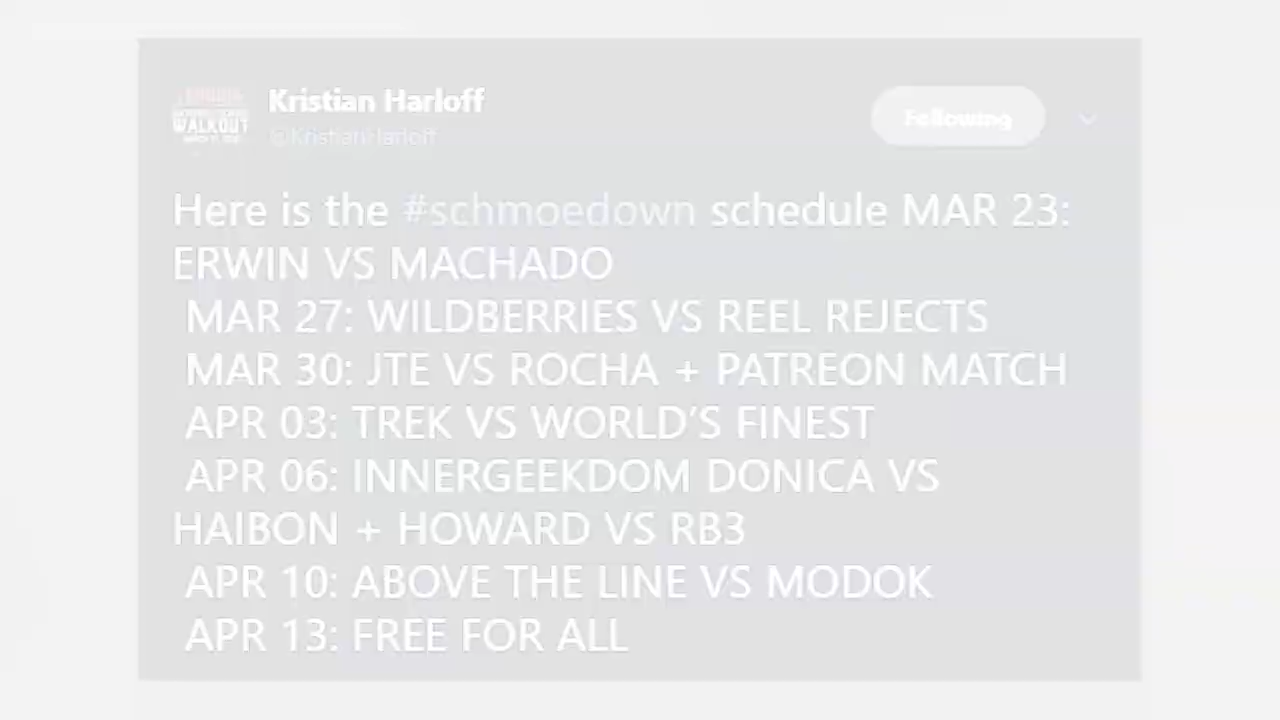 WALKOUT
Kristian Harloff
@KristianHarloff
Following
Here is the #schmoedown schedule MAR 23:
ERWIN VS MACHADO
MAR 27: WILDBERRIES VS REEL REJECTS
MAR 30: JTE VS ROCHA + PATREON MATCH
APR 03: TREK VS WORLD’S FINEST
APR 06: INNERGEEKDOM DONICA VS
HAIBON + HOWARD VS RB3
APR 10: ABOVE THE LINE VS MODOK
APR 13: FREE FOR ALL